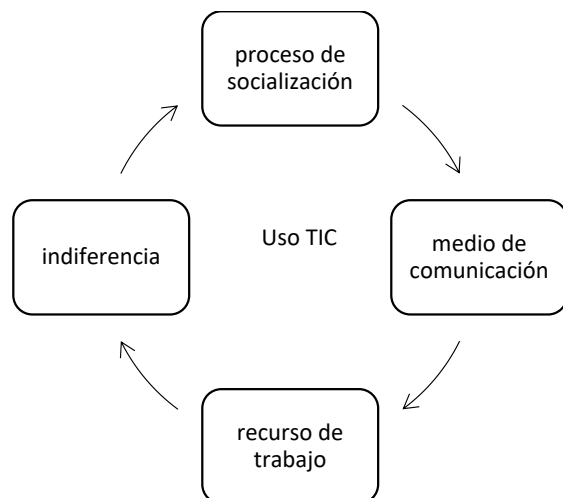 proceso de
socialización
indiferencia
Uso TIC
medio de
comunicación
recurso de
trabajo